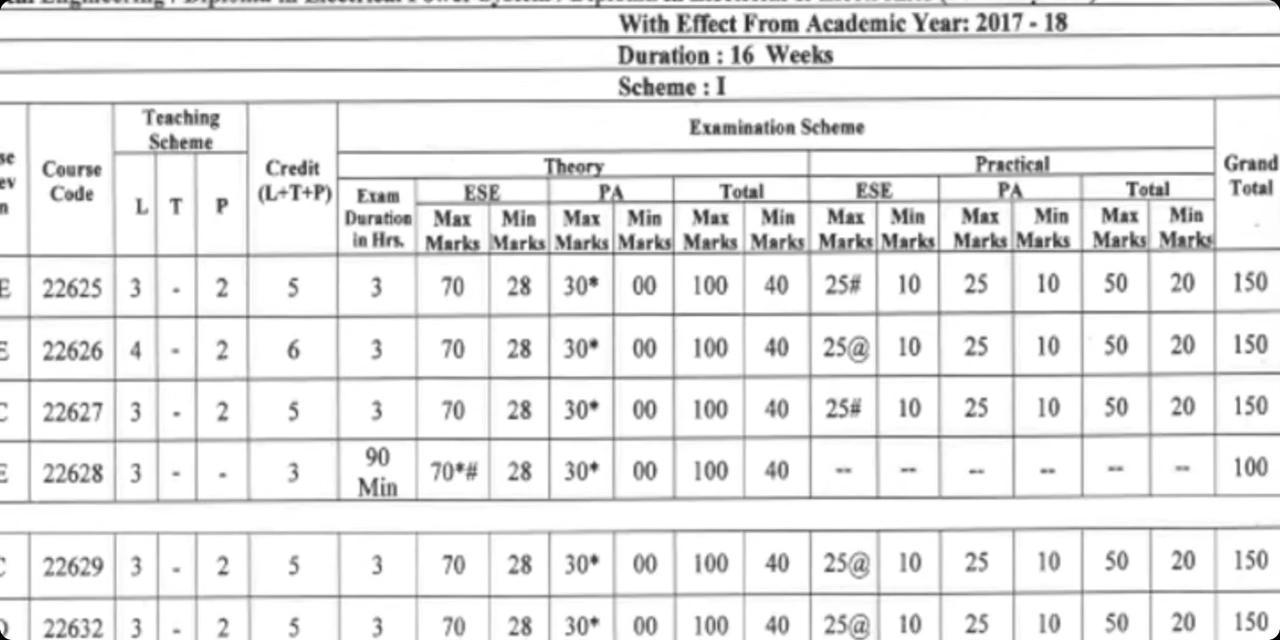 With Effect From Academic Year: 2017 - 18
Duration : 16 Weeks
Scheme : I
Course Code Teaching Scheme Credit (L+T+P) Examination Scheme Grand Total
Theory Practical
L T P Exam Duration in Hrs. ESE PA Total ESE PA Total
Max Marks Min Marks Max Marks Min Marks Max Marks Min Marks Max Marks Min Marks Max Marks Min Marks Max Marks Min Marks
E 22625 3 - 2 5 3 70 28 30* 00 100 40 25# 10 25 10 50 20 150
E 22626 4 - 2 6 3 70 28 30* 00 100 40 25@ 10 25 10 50 20 150
C 22627 3 - 2 5 3 70 28 30* 00 100 40 25# 10 25 10 50 20 150
E 22628 3 - - 3 90 Min 70*# 28 30* 00 100 40 -- -- -- -- -- -- 100
C 22629 3 - 2 5 3 70 28 30* 00 100 40 25@ 10 25 10 50 20 150
22632 3 - 2 5 3 70 28 30* 00 100 40 25@ 10 25 10 50 20 150